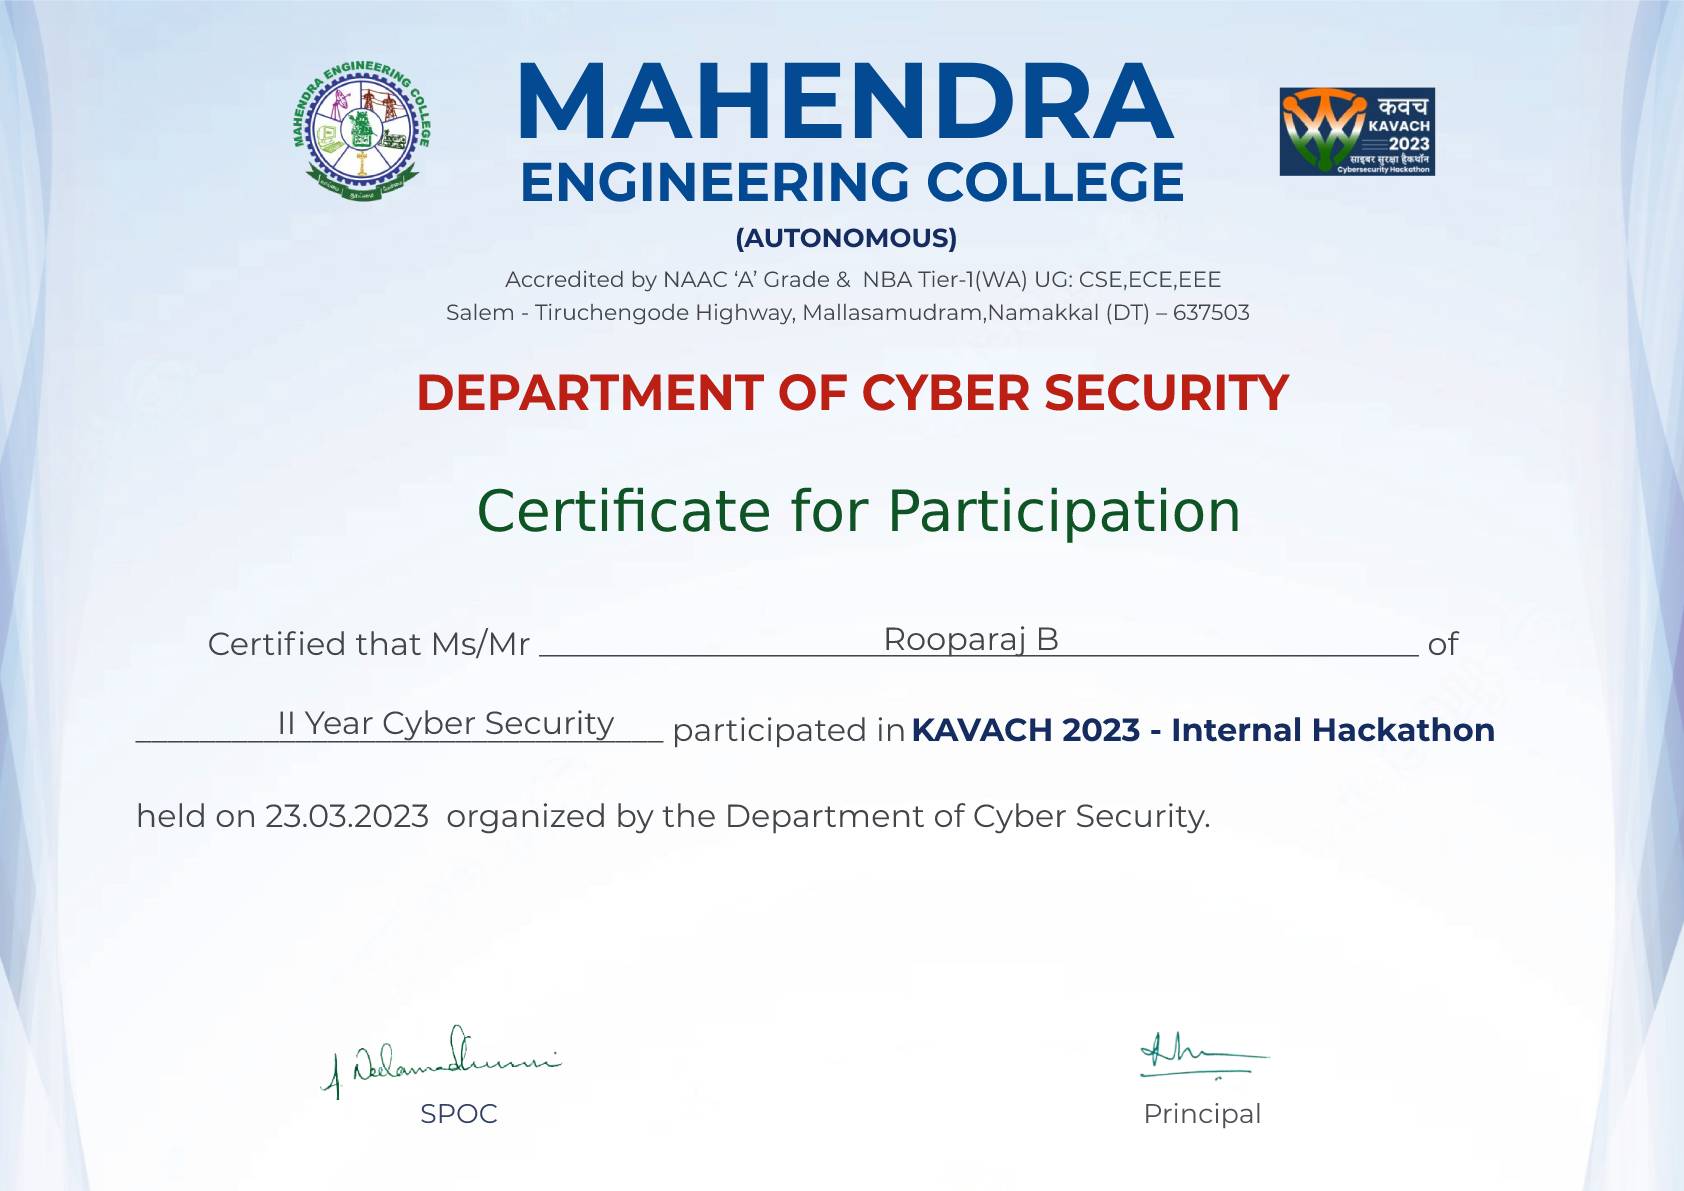 MAHENDRA ENGINEERING COLLEGE
MAHENDRA
ENGINEERING COLLEGE
(AUTONOMOUS)
Accredited by NAAC ‘A’ Grade &  NBA Tier-1(WA) UG: CSE,ECE,EEE
Salem - Tiruchengode Highway, Mallasamudram,Namakkal (DT) – 637503
कवच
KAVACH
2023
साइबर सुरक्षा हैकथॉन
Cybersecurity Hackathon
DEPARTMENT OF CYBER SECURITY
Certificate for Participation
Certified that Ms/Mr Rooparaj B of
II Year Cyber Security participated in KAVACH 2023 - Internal Hackathon
held on 23.03.2023  organized by the Department of Cyber Security.
SPOC
Principal